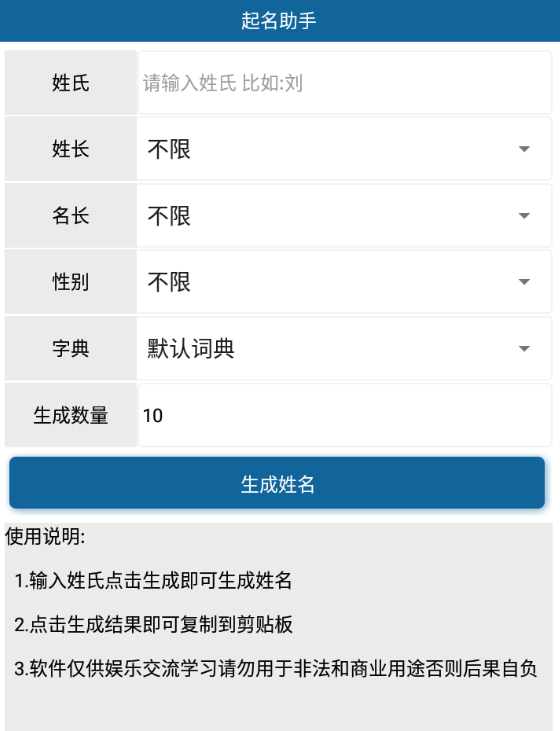 起名助手
姓氏 请输入姓氏 比如:刘
姓长 不限
名长 不限
性别 不限
字典 默认词典
生成数量 10
生成姓名
使用说明:
1.输入姓氏点击生成即可生成姓名
2.点击生成结果即可复制到剪贴板
3.软件仅供娱乐交流学习请勿用于非法和商业用途否则后果自负